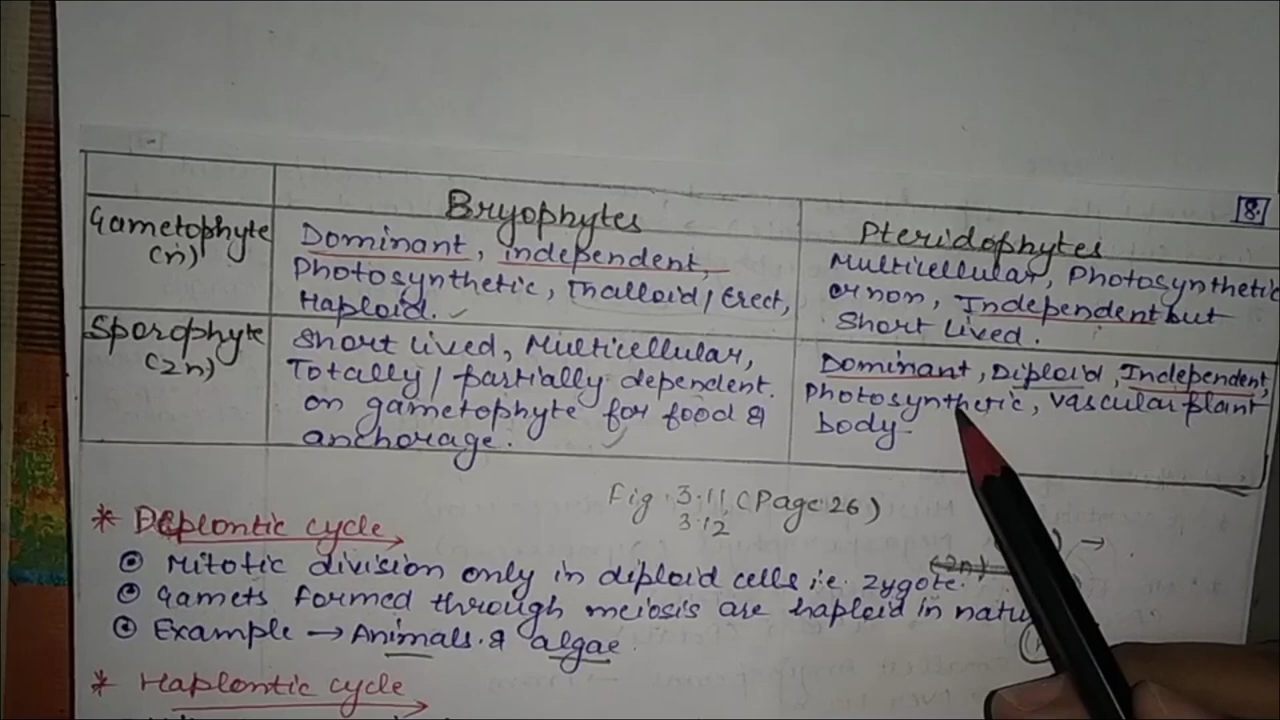 8.
Bryophytes
Pteridophytes
Gametophyte
(n)
Dominant, independent,
Photosynthetic, Thalloid / Erect,
Haploid.
Multicellular, Photosynthetic
or non, Independent but
Short Lived.
Sporophyte
(2n)
Short lived, Multicellular,
Totally / partially dependent.
on gametophyte for food &
anchorage.
Dominant, Diploid, Independent,
Photosynthetic, vascular plant
body-
Fig 3.11, (Page 26)
3.12
* Diplontic cycle
Mitotic division only in diploid cells i.e. zygote.
(2n)
Gamets formed through meiosis are haploid in
Example → Animals & algae.
* Haplontic cycle